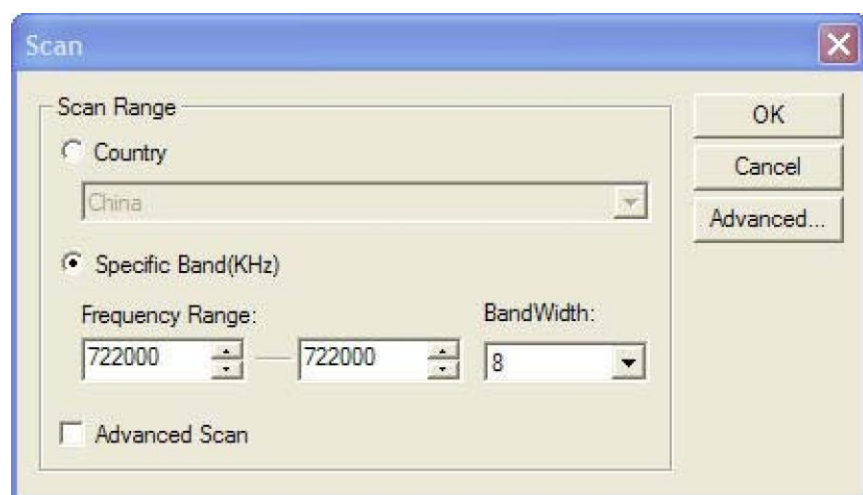 Scan
Scan Range
Country
China
Specific Band(KHz)
Frequency Range:
BandWidth:
722000
722000
8
Advanced Scan
OK
Cancel
Advanced...